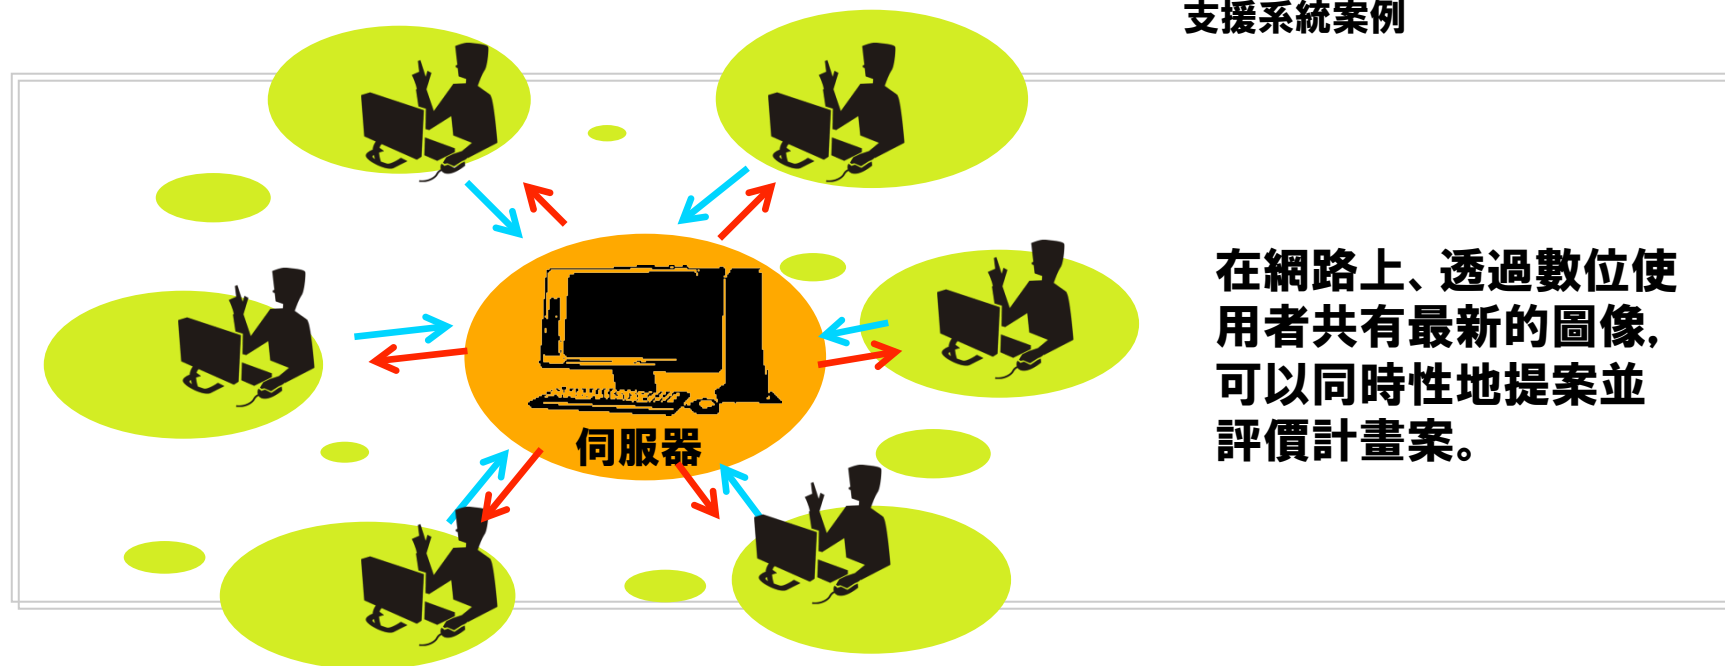 支援系統案例
在網路上、透過數位使
用者共有最新的圖像,
可以同時性地提案並
評價計畫案。
伺服器